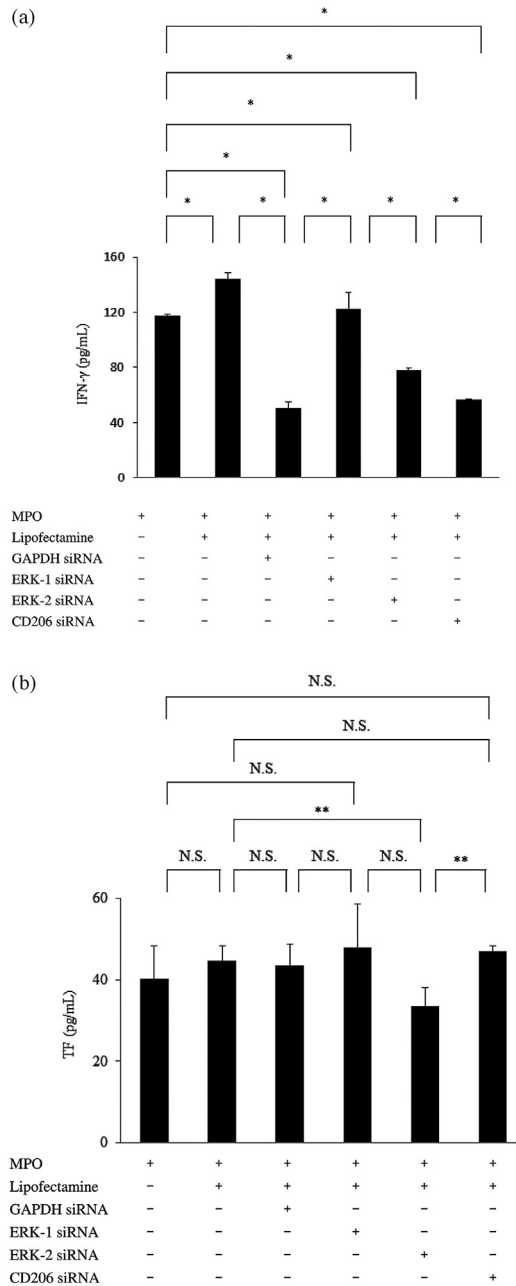 (a)
*
*
*
*
* * * * *
160
120
80
40
0
IFN-γ (pg/mL)
MPO + + + + + +
Lipofectamine − + + + + +
GAPDH siRNA − − + − − −
ERK-1 siRNA − − − + − −
ERK-2 siRNA − − − − + −
CD206 siRNA − − − − − +
(b)
N.S.
N.S.
N.S.
**
N.S. N.S. N.S. N.S. **
60
40
20
0
TF (pg/mL)
MPO + + + + + +
Lipofectamine − + + + + +
GAPDH siRNA − − + − − −
ERK-1 siRNA − − − + − −
ERK-2 siRNA − − − − + −
CD206 siRNA − − − − − +